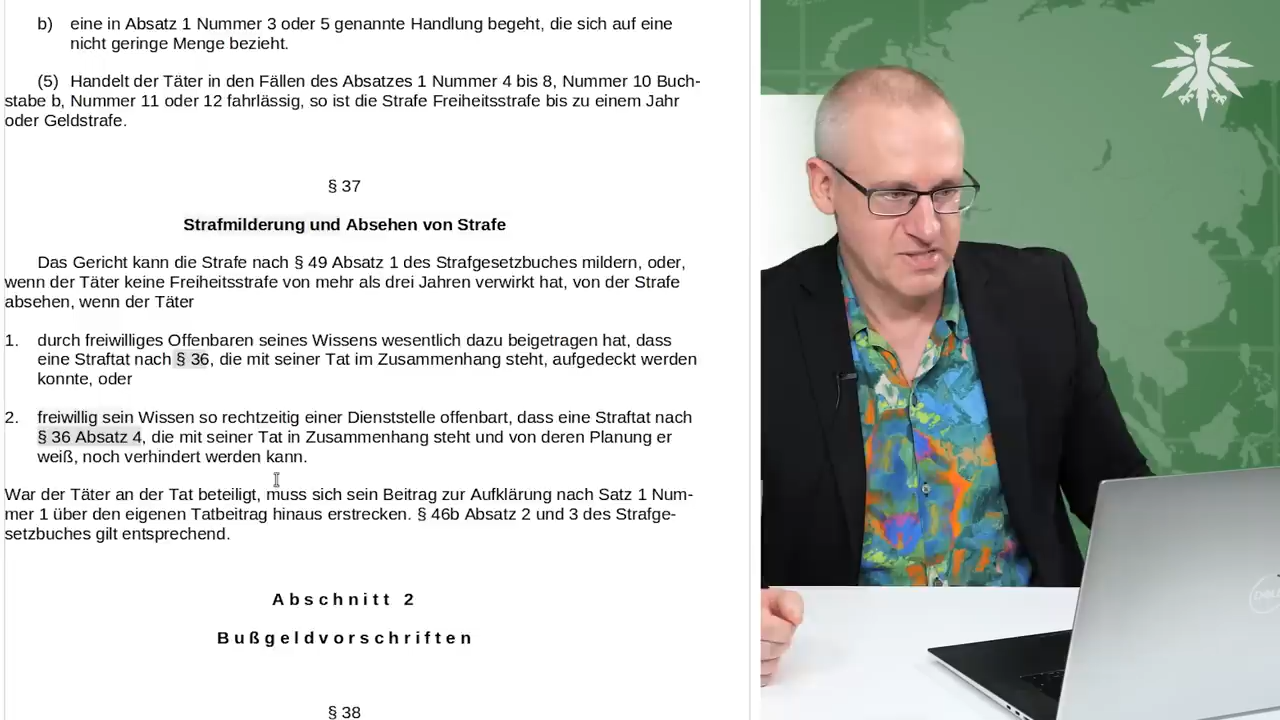 b) eine in Absatz 1 Nummer 3 oder 5 genannte Handlung begeht, die sich auf eine
nicht geringe Menge bezieht.
(5) Handelt der Täter in den Fällen des Absatzes 1 Nummer 4 bis 8, Nummer 10 Buch-
stabe b, Nummer 11 oder 12 fahrlässig, so ist die Strafe Freiheitsstrafe bis zu einem Jahr
oder Geldstrafe.
§ 37
Strafmilderung und Absehen von Strafe
Das Gericht kann die Strafe nach § 49 Absatz 1 des Strafgesetzbuches mildern, oder,
wenn der Täter keine Freiheitsstrafe von mehr als drei Jahren verwirkt hat, von der Strafe
absehen, wenn der Täter
1. durch freiwilliges Offenbaren seines Wissens wesentlich dazu beigetragen hat, dass
eine Straftat nach § 36, die mit seiner Tat im Zusammenhang steht, aufgedeckt werden
konnte, oder
2. freiwillig sein Wissen so rechtzeitig einer Dienststelle offenbart, dass eine Straftat nach
§ 36 Absatz 4, die mit seiner Tat in Zusammenhang steht und von deren Planung er
weiß, noch verhindert werden kann.
War der Täter an der Tat beteiligt, muss sich sein Beitrag zur Aufklärung nach Satz 1 Num-
mer 1 über den eigenen Tatbeitrag hinaus erstrecken. § 46b Absatz 2 und 3 des Strafge-
setzbuches gilt entsprechend.
Abschnitt 2
Bußgeldvorschriften
§ 38
DELL